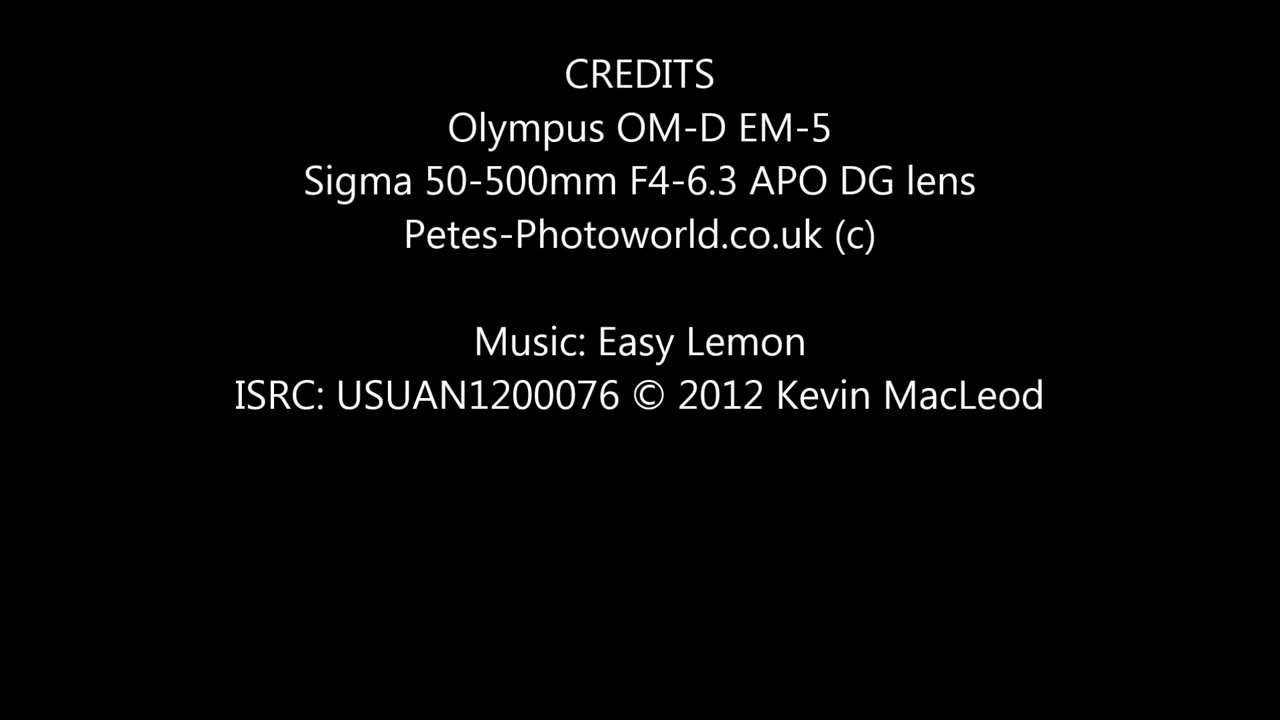 CREDITS
Olympus OM-D EM-5
Sigma 50-500mm F4-6.3 APO DG lens
Petes-Photoworld.co.uk (c)
Music: Easy Lemon
ISRC: USUAN1200076 © 2012 Kevin MacLeod